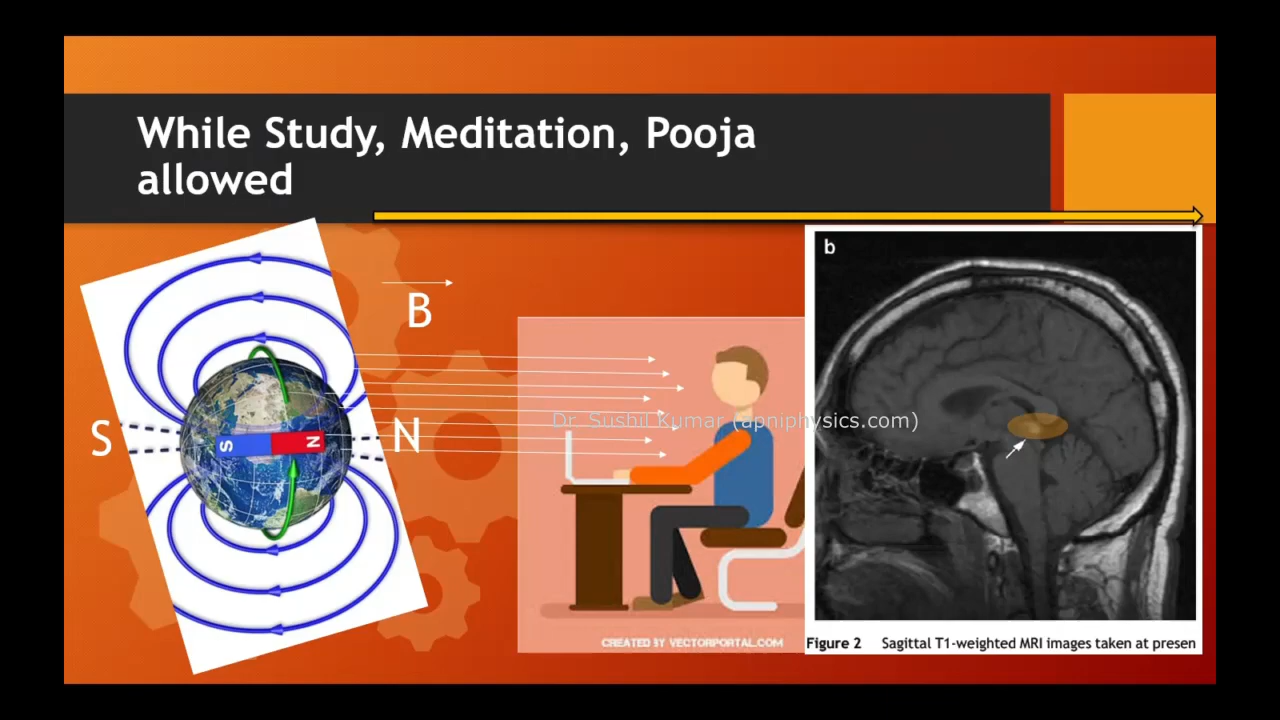 While Study, Meditation, Pooja
allowed
b
B
S
S
N
N
Dr. Sushil Kumar (apniphysics.com)
CREATED BY VECTORPORTAL.COM
Figure 2 Sagittal T1-weighted MRI images taken at presen